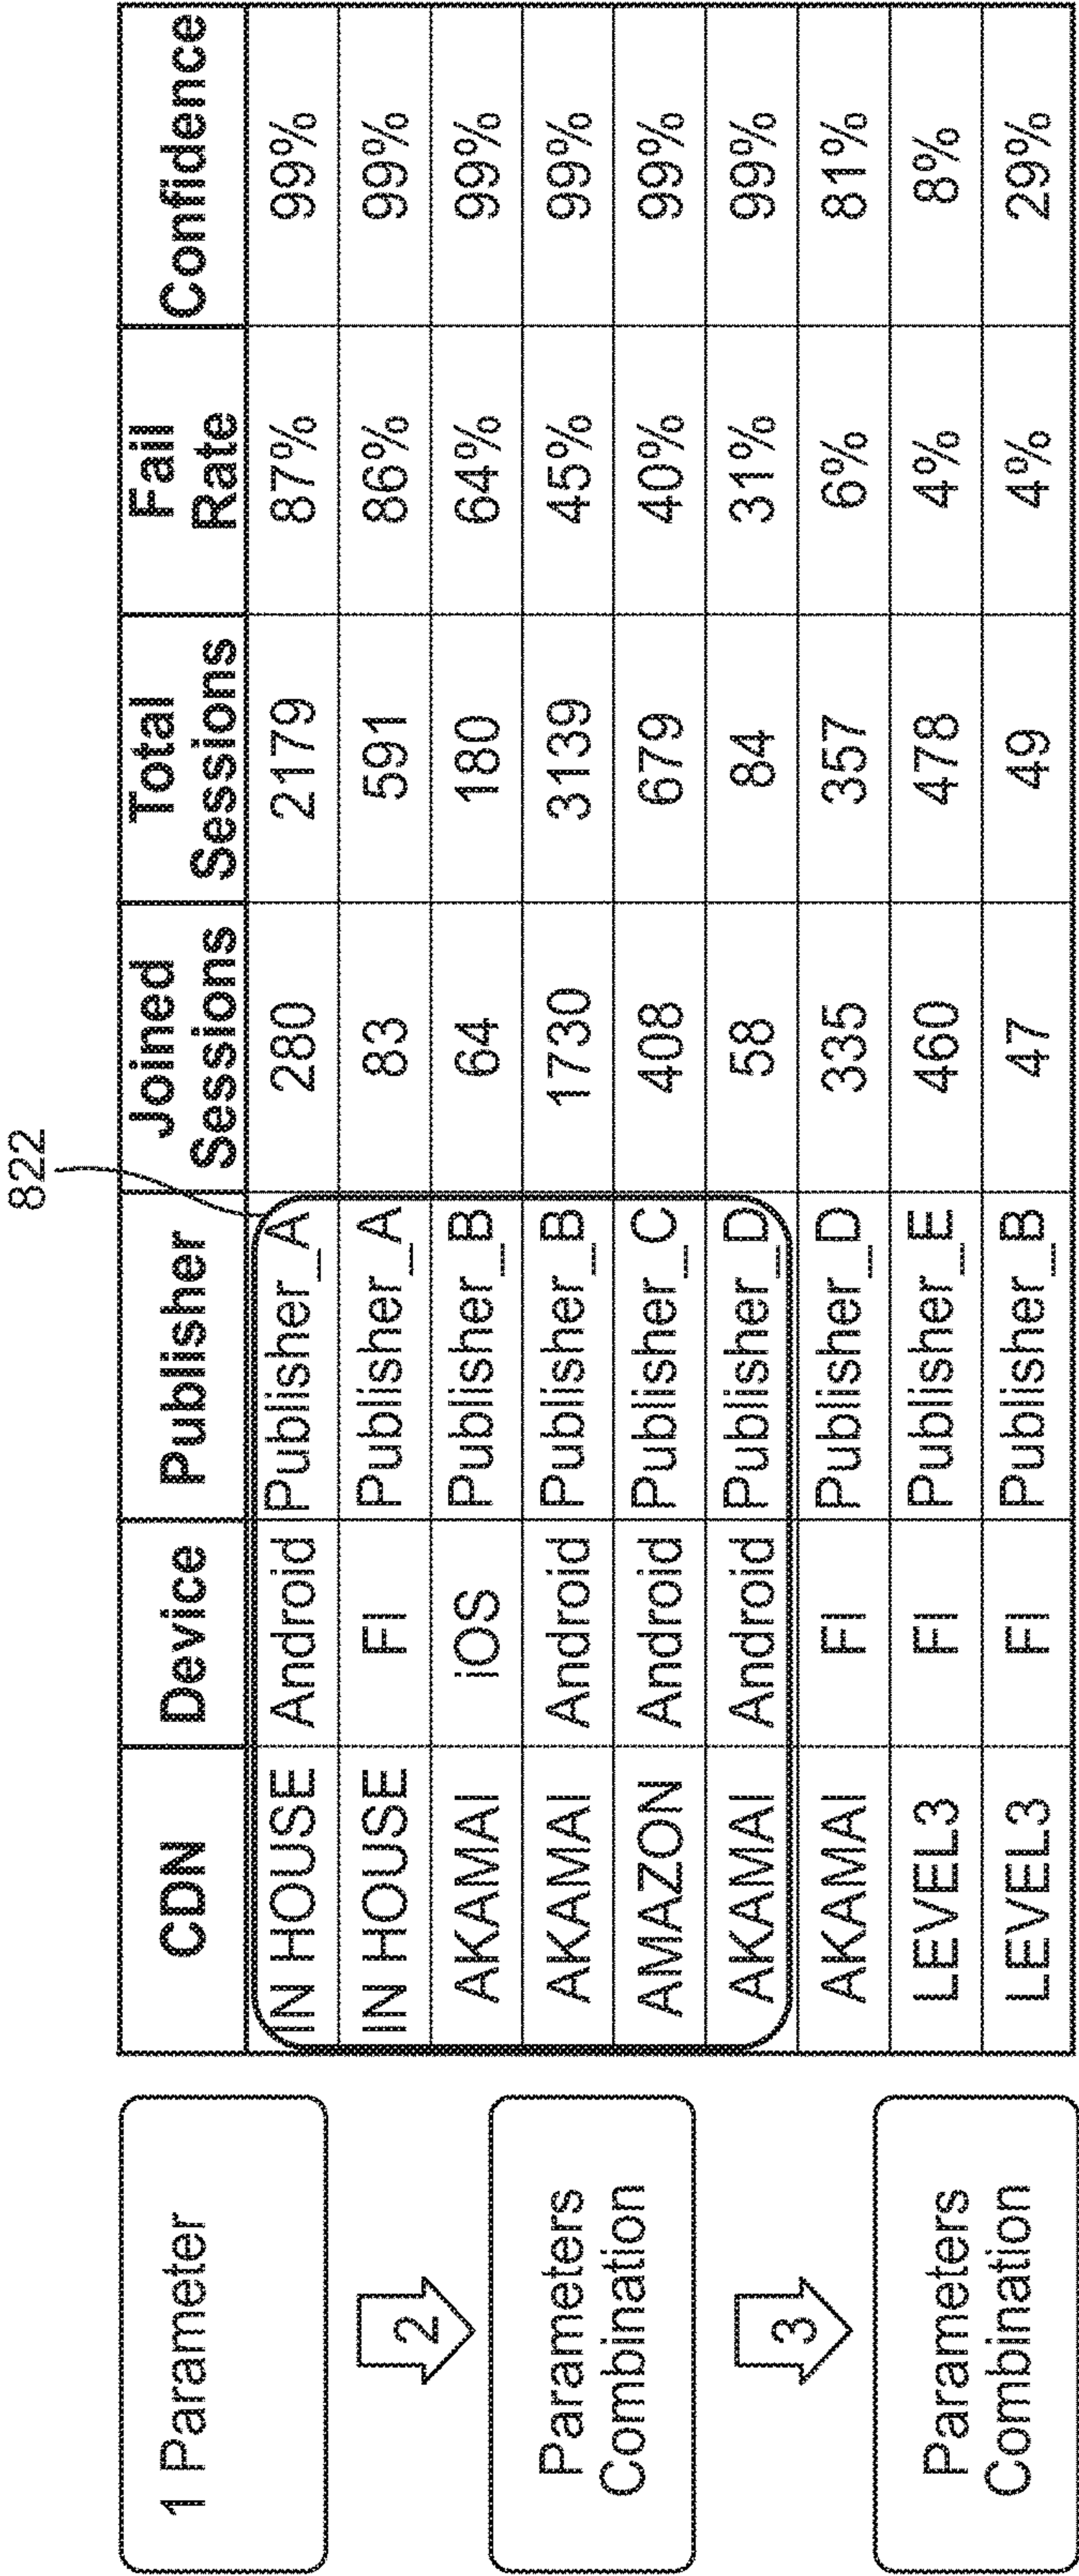 822
1 Parameter
2
Parameters
Combination
3
Parameters
Combination
CDN Device Publisher Joined Sessions Total Sessions Fail Rate Confidence
IN HOUSE Android Publisher_A 280 2179 87% 99%
IN HOUSE FI Publisher_A 83 591 86% 99%
AKAMAI iOS Publisher_B 64 180 64% 99%
AKAMAI Android Publisher_B 1730 3139 45% 99%
AMAZON Android Publisher_C 408 679 40% 99%
AKAMAI Android Publisher_D 58 84 31% 99%
AKAMAI FI Publisher_D 335 357 6% 81%
LEVEL3 FI Publisher_E 460 478 4% 8%
LEVEL3 FI Publisher_B 47 49 4% 29%